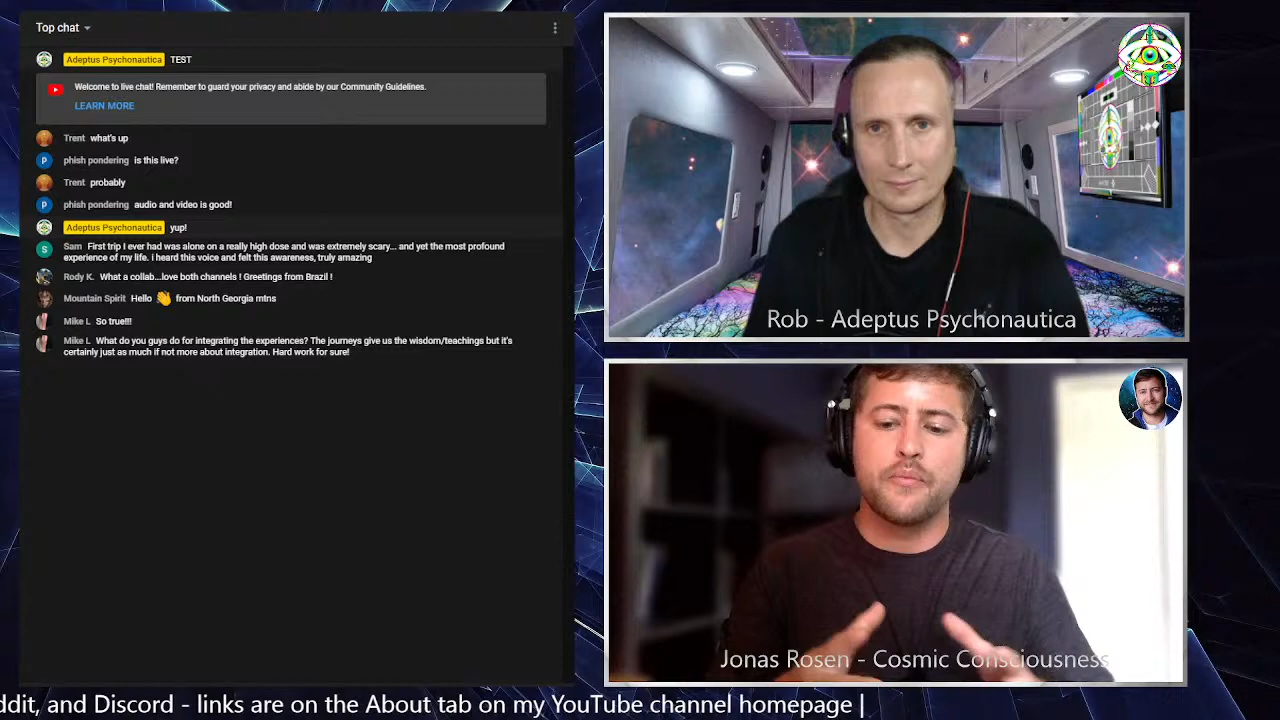 Top chat
Adeptus Psychonautica TEST
Welcome to live chat! Remember to guard your privacy and abide by our Community Guidelines.
LEARN MORE
Trent what's up
P phish pondering is this live?
Trent probably
P phish pondering audio and video is good!
Adeptus Psychonautica yup!
S Sam First trip I ever had was alone on a really high dose and was extremely scary... and yet the most profound
experience of my life. i heard this voice and felt this awareness, truly amazing
Rody K. What a collab...love both channels ! Greetings from Brazil !
Mountain Spirit Hello 👋 from North Georgia mtns
Mike L So true!!!
Mike L What do you guys do for integrating the experiences? The journeys give us the wisdom/teachings but it's
certainly just as much if not more about integration. Hard work for sure!
Rob - Adeptus Psychonautica
Jonas Rosen - Cosmic Consciousness
ddit, and Discord - links are on the About tab on my YouTube channel homepage |